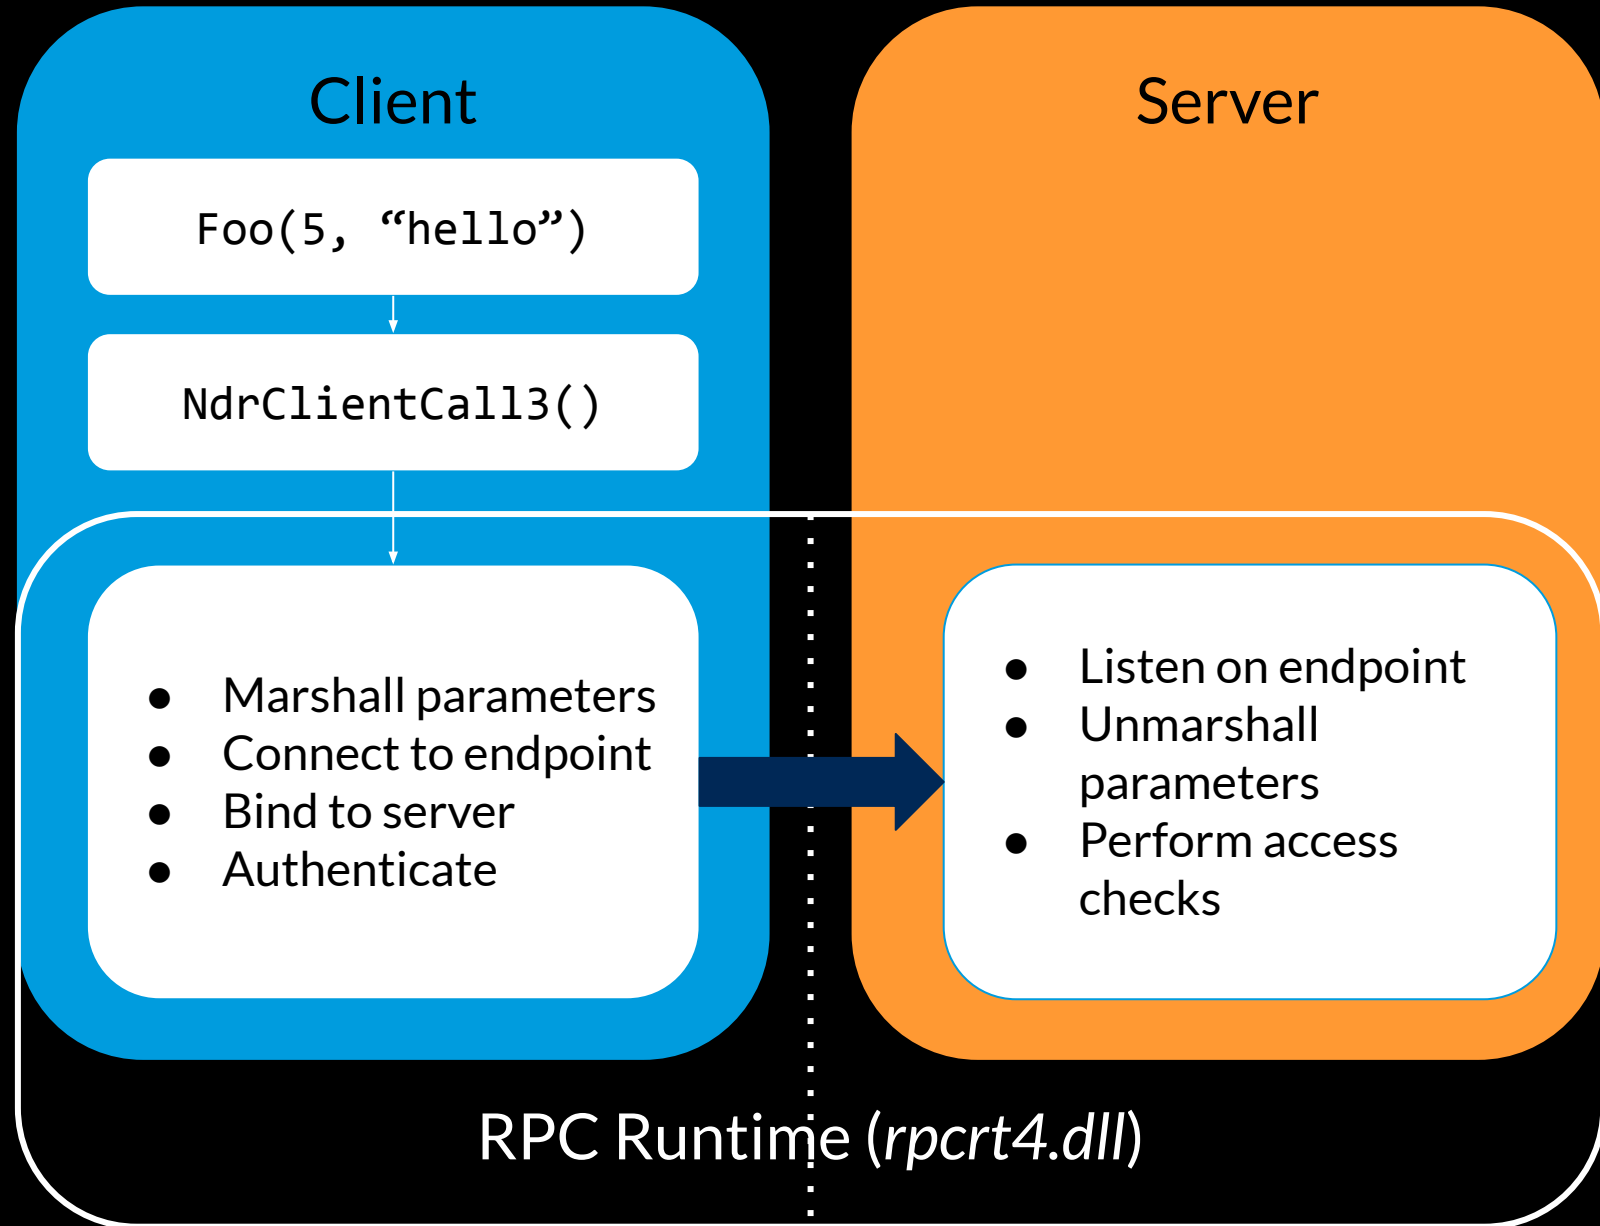 Client
Foo(5, “hello”)
NdrClientCall3()
● Marshall parameters
● Connect to endpoint
● Bind to server
● Authenticate
Server
● Listen on endpoint
● Unmarshall
parameters
● Perform access
checks
RPC Runtime (rpcrt4.dll)